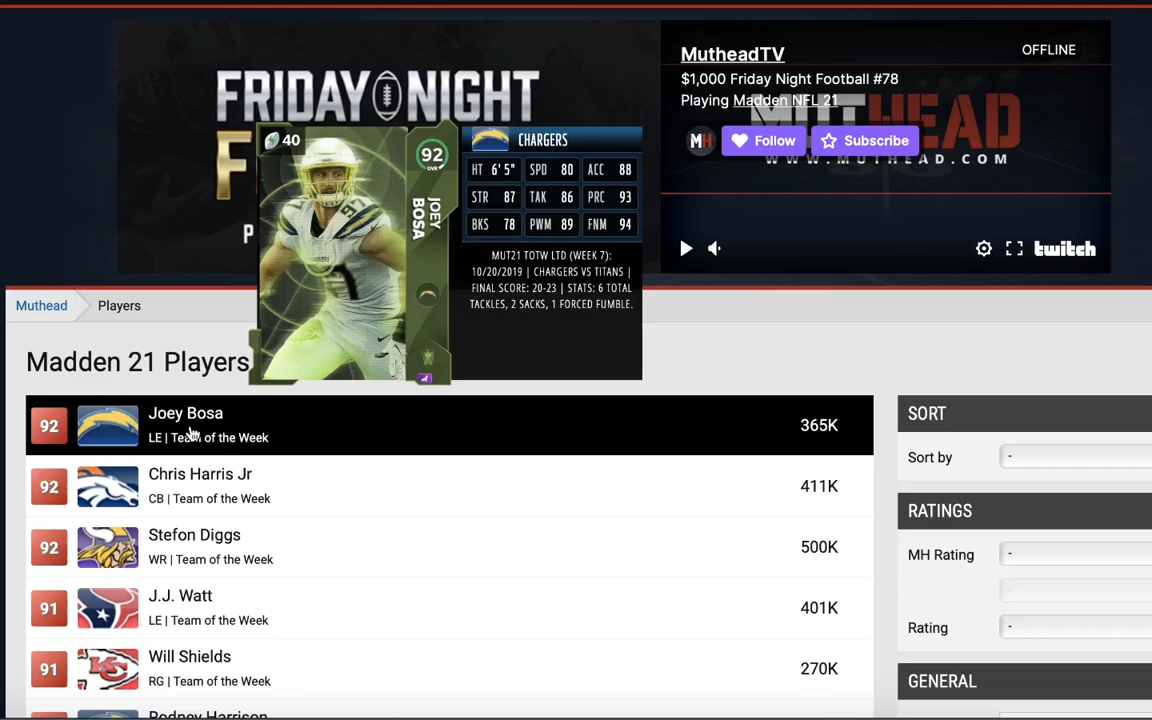 FRIDAY NIGHT
F
P
MutheadTV
OFFLINE
$1,000 Friday Night Football #78
Playing Madden NFL 21
MUTHEAD
WWW.MUTHEAD.COM
MH
Follow
Subscribe
twitch
40
92
OVR
JOEY
BOSA
CHARGERS
HT 6' 5" SPD 80 ACC 88
STR 87 TAK 86 PRC 93
BKS 78 PWM 89 FNM 94
MUT21 TOTW LTD (WEEK 7):
10/20/2019 | CHARGERS VS TITANS |
FINAL SCORE: 20-23 | STATS: 6 TOTAL
TACKLES, 2 SACKS, 1 FORCED FUMBLE.
Muthead
Players
Madden 21 Players
92
Joey Bosa
LE | Team of the Week
365K
92
Chris Harris Jr
CB | Team of the Week
411K
92
Stefon Diggs
WR | Team of the Week
500K
91
J.J. Watt
LE | Team of the Week
401K
91
Will Shields
RG | Team of the Week
270K
Rodney Harrison
SORT
Sort by -
RATINGS
MH Rating -
-
Rating -
GENERAL